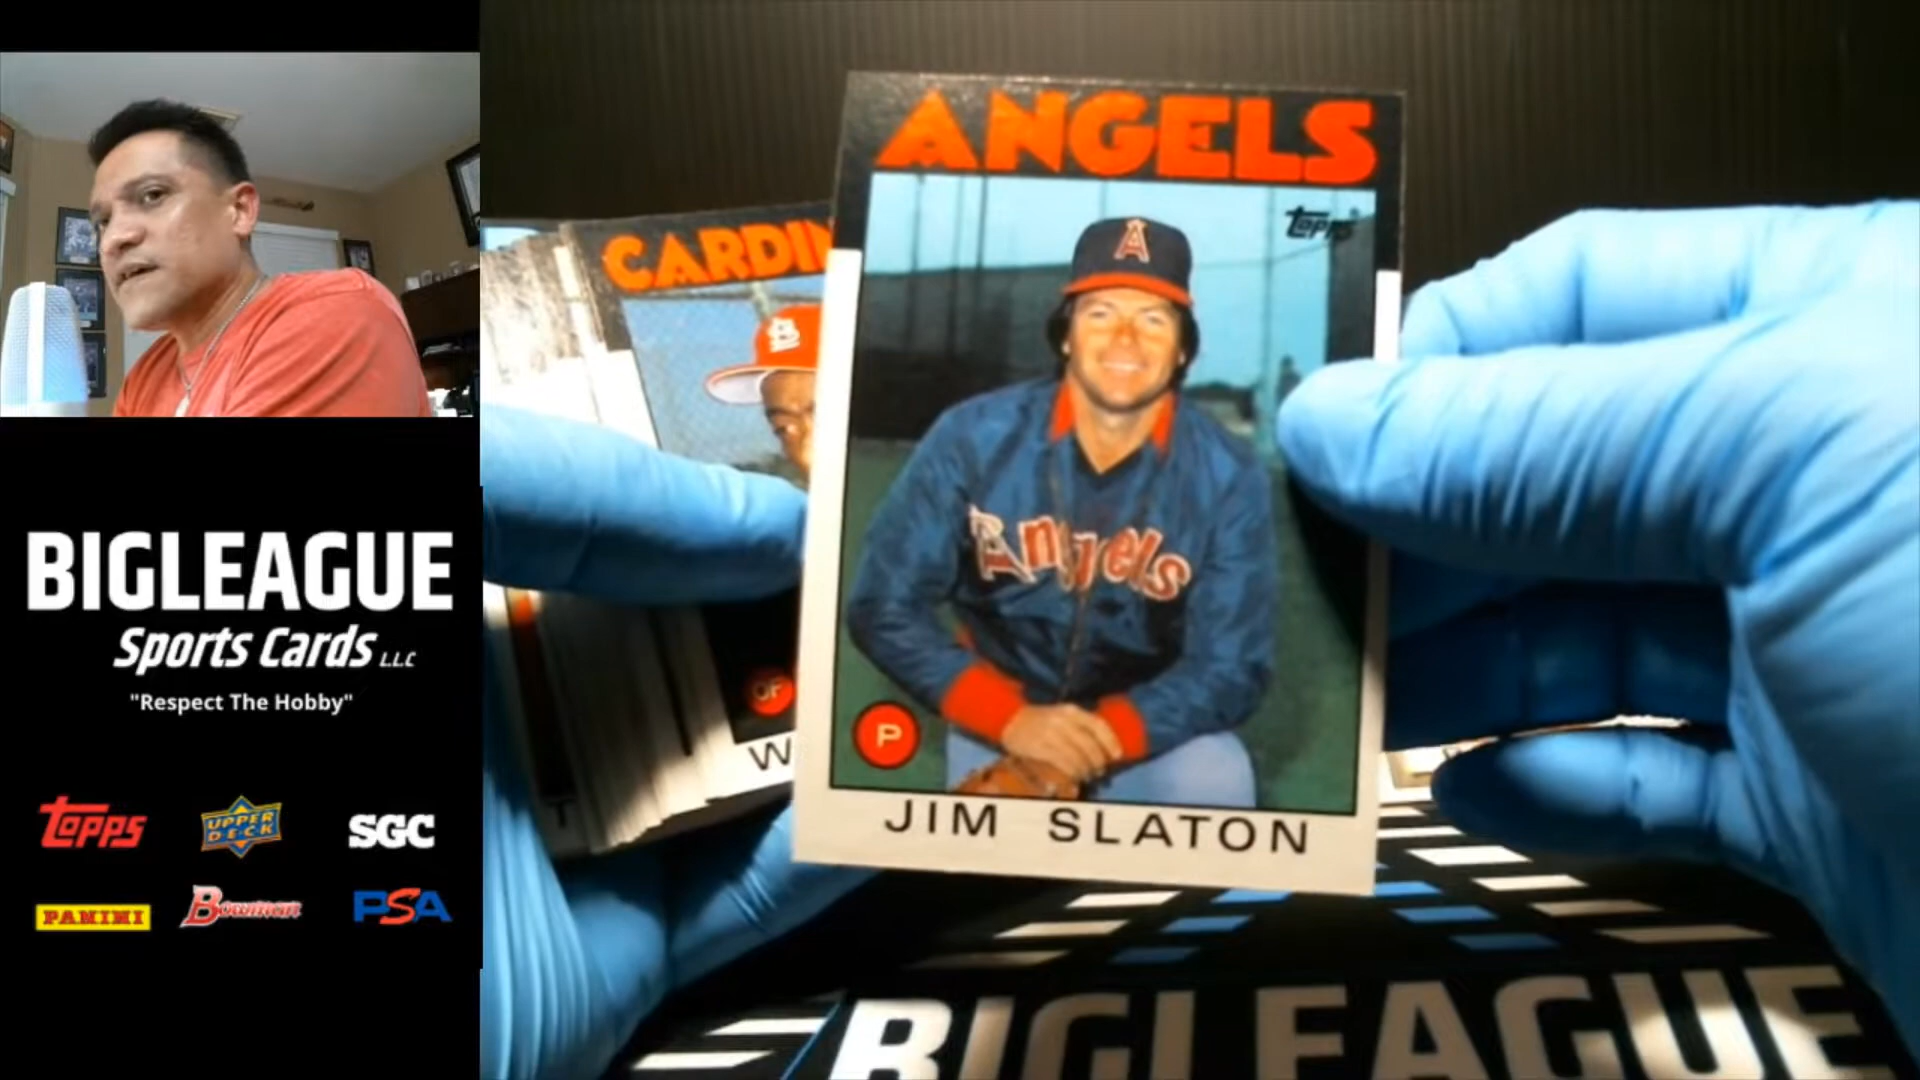 BIGLEAGUE
Sports Cards LLC
"Respect The Hobby"
Topps
UPPER DECK
SGC
PANINI
Bowman
PSA
CARDIN
OF
W
ANGELS
Topps
A
Angels
P
JIM SLATON
BIGLEAGUE